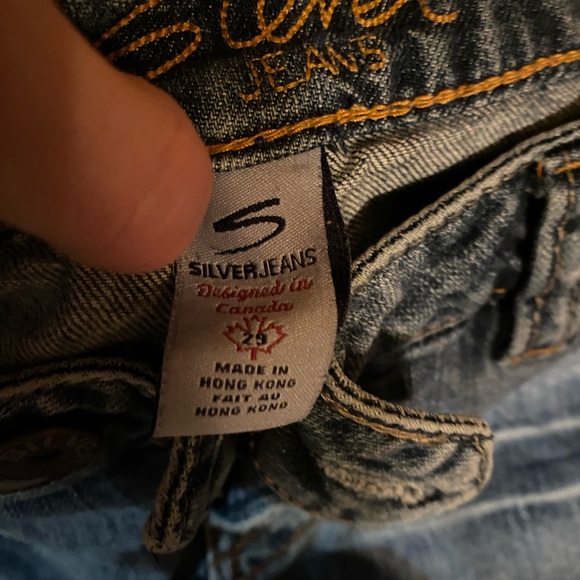 Silver
JEANS
S
SILVERJEANS
Designed in
Canada
29
MADE IN
HONG KONG
FAIT AU
HONG KONG